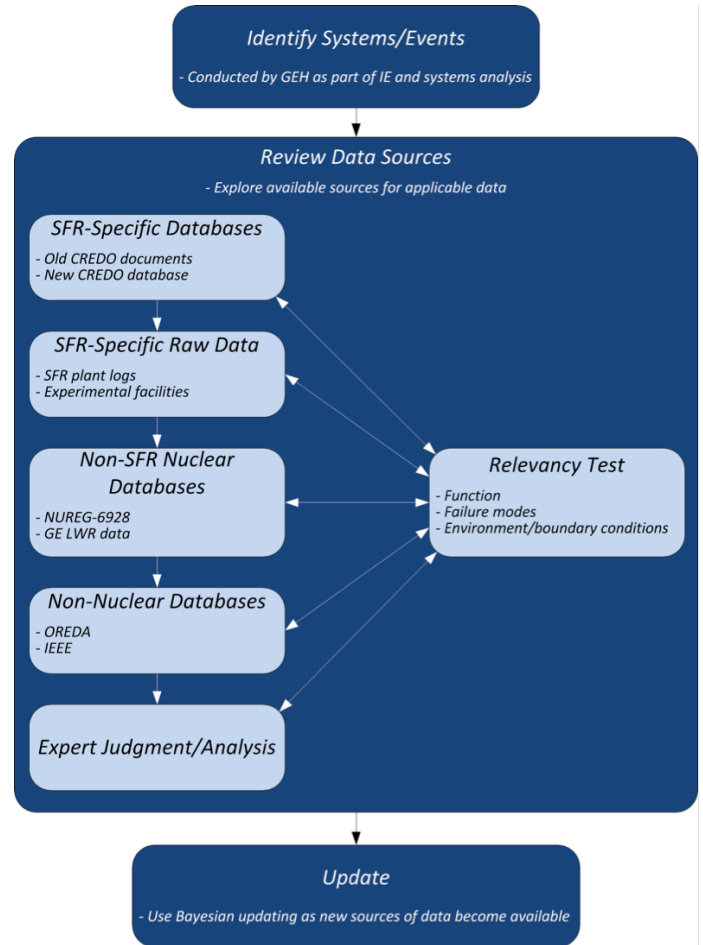 Identify Systems/Events
- Conducted by GEH as part of IE and systems analysis
Review Data Sources
- Explore available sources for applicable data
SFR-Specific Databases
- Old CREDO documents
- New CREDO database
SFR-Specific Raw Data
- SFR plant logs
- Experimental facilities
Non-SFR Nuclear
Databases
- NUREG-6928
- GE LWR data
Relevancy Test
- Function
- Failure modes
- Environment/boundary conditions
Non-Nuclear Databases
- OREDA
- IEEE
Expert Judgment/Analysis
Update
- Use Bayesian updating as new sources of data become available